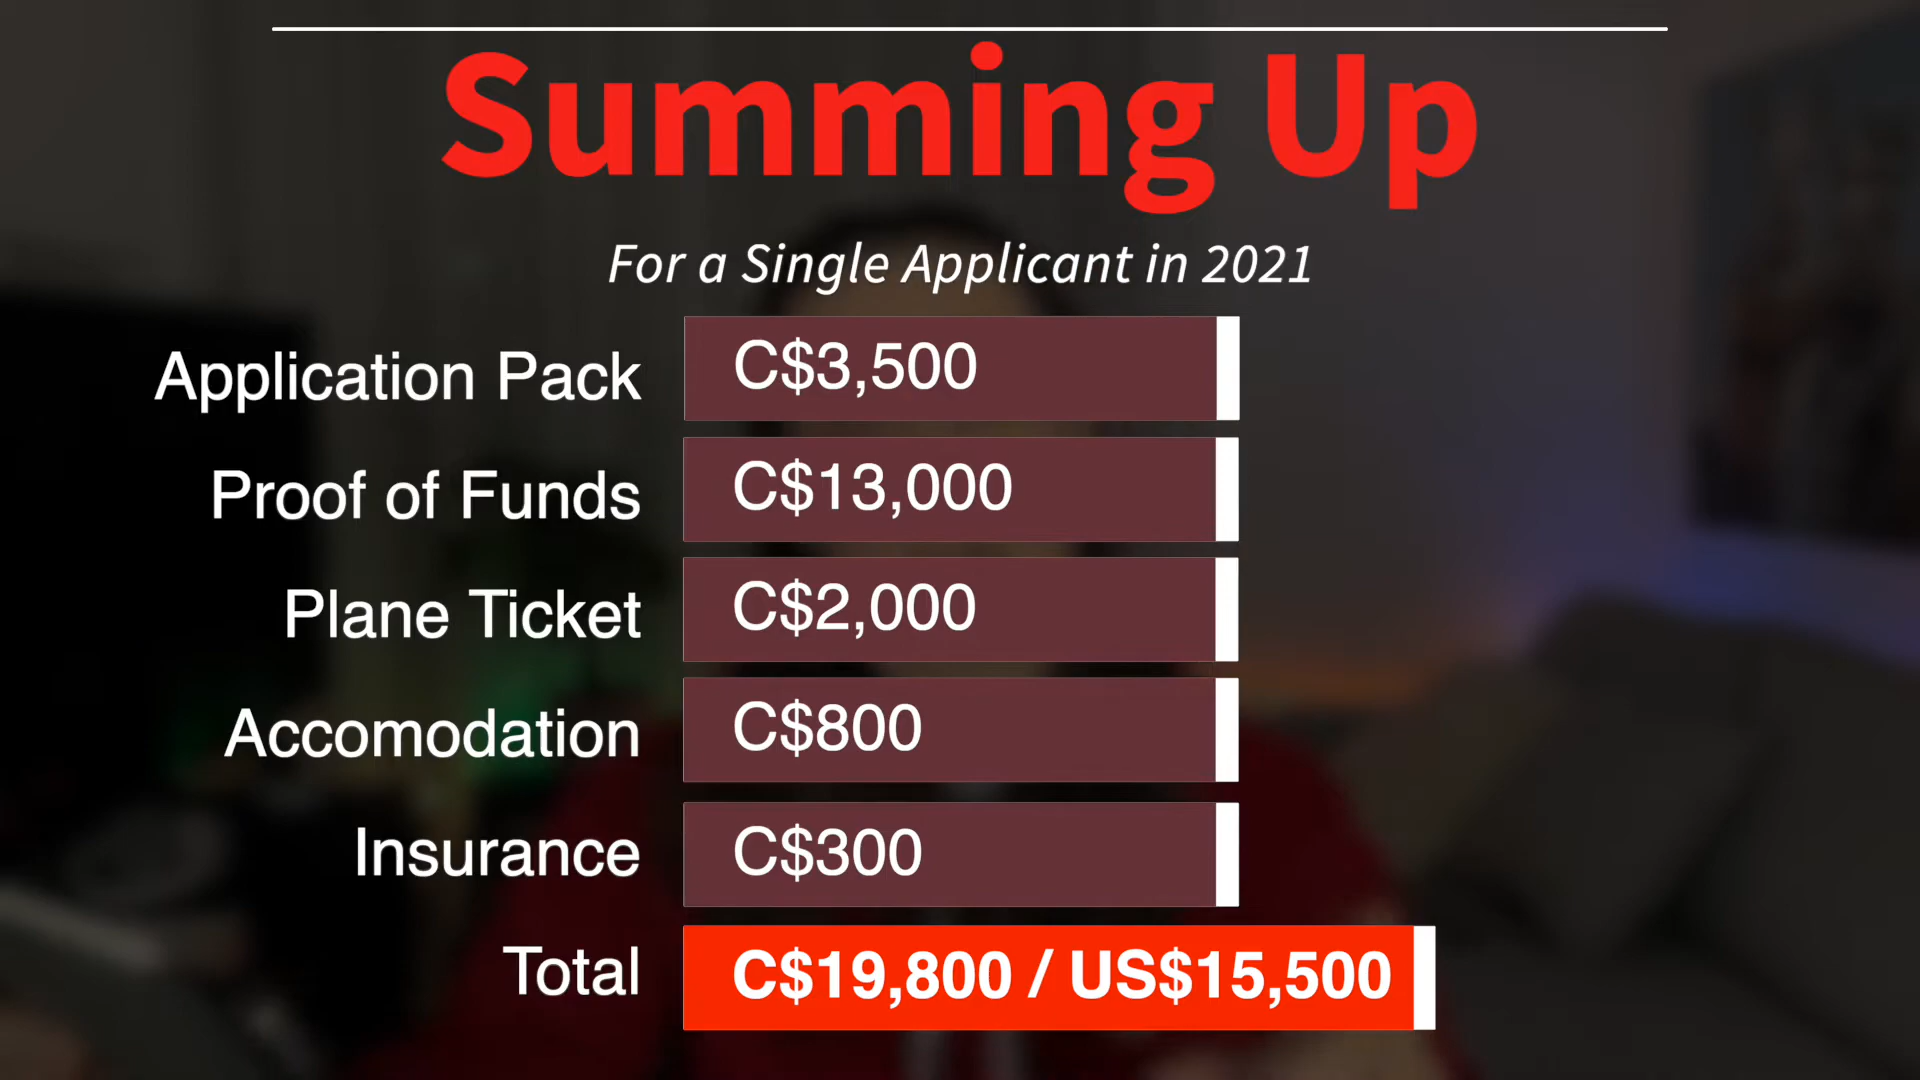 Summing Up
For a Single Applicant in 2021
Application Pack C$3,500
Proof of Funds C$13,000
Plane Ticket C$2,000
Accomodation C$800
Insurance C$300
Total C$19,800 / US$15,500